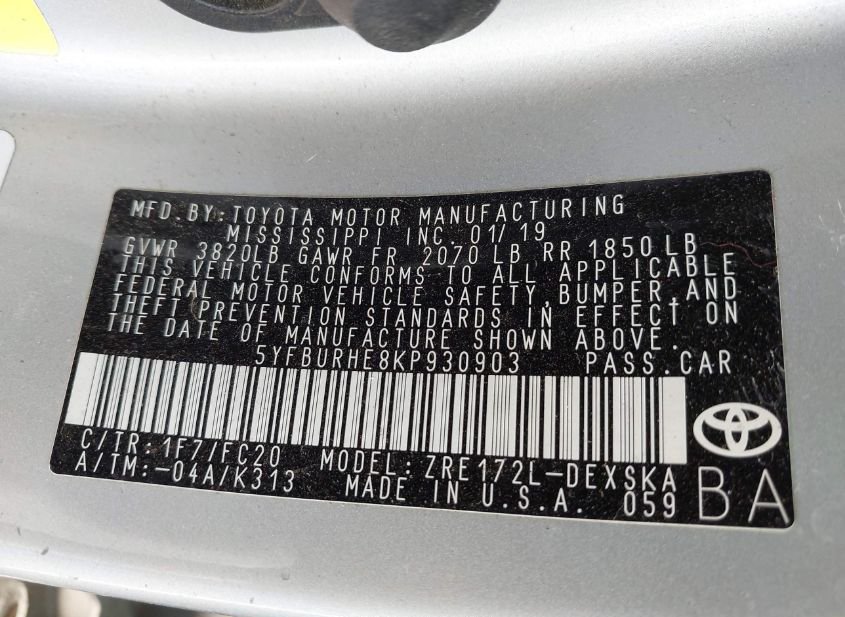 MFD.BY:TOYOTA MOTOR MANUFACTURING
MISSISSIPPI INC. 01/19
GVWR 3820LB GAWR FR 2070 LB RR 1850 LB
THIS VEHICLE CONFORMS TO ALL APPLICABLE
FEDERAL MOTOR VEHICLE SAFETY,BUMPER,AND
THEFT PREVENTION STANDARDS IN EFFECT ON
THE DATE OF MANUFACTURE SHOWN ABOVE.
5YFBURHE8KP930903 PASS.CAR
C/TR:1F7/FC20 MODEL:ZRE172L-DEXSKA
A/TM:-04A/K313 MADE IN U.S.A. 059
BA